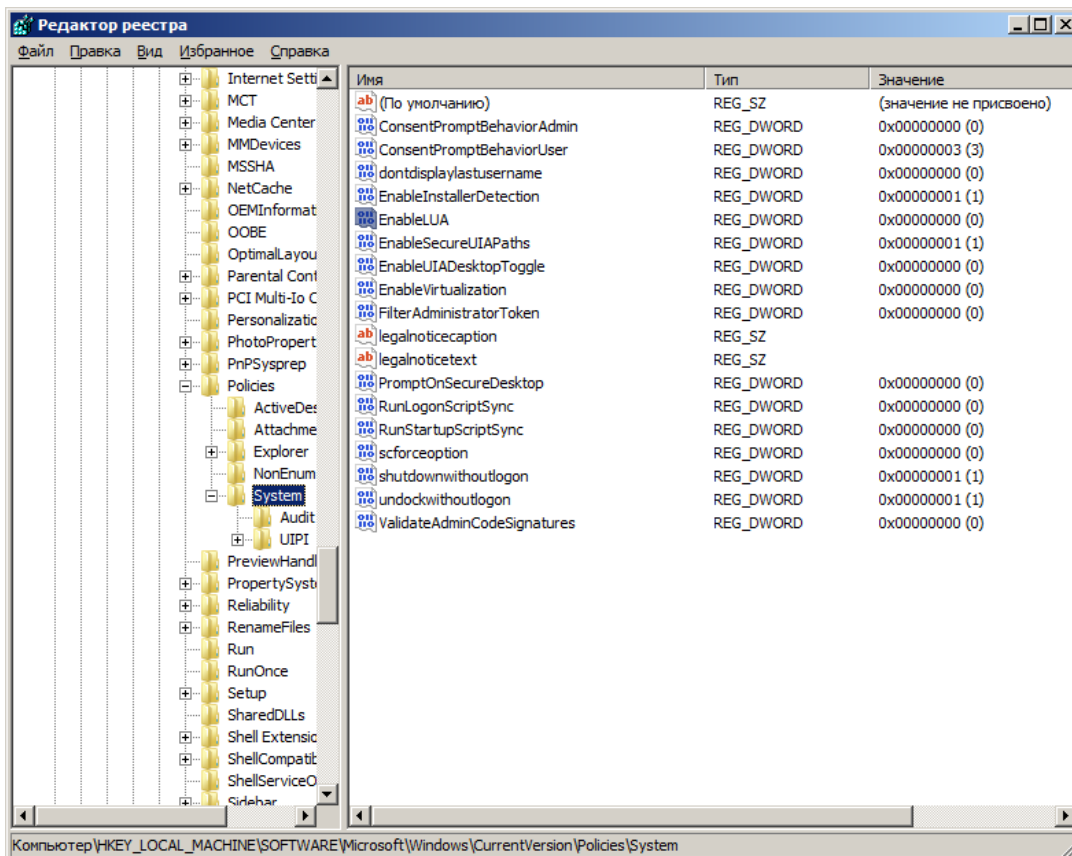 Редактор реестра
Файл Правка Вид Избранное Справка
Internet Setti
MCT
Media Center
MMDevices
MSSHA
NetCache
OEMInformat
OOBE
OptimalLayou
Parental Cont
PCI Multi-Io C
Personalizatic
PhotoPropert
PnPSysprep
Policies
ActiveDes
Attachme
Explorer
NonEnum
System
Audit
UIPI
PreviewHandl
PropertySyste
Reliability
RenameFiles
Run
RunOnce
Setup
SharedDLLs
Shell Extensic
ShellCompatib
ShellServiceO
Sidebar
Имя Тип Значение
(По умолчанию) REG_SZ (значение не присвоено)
ConsentPromptBehaviorAdmin REG_DWORD 0x00000000 (0)
ConsentPromptBehaviorUser REG_DWORD 0x00000003 (3)
dontdisplaylastusername REG_DWORD 0x00000000 (0)
EnableInstallerDetection REG_DWORD 0x00000001 (1)
EnableLUA REG_DWORD 0x00000000 (0)
EnableSecureUIAPaths REG_DWORD 0x00000001 (1)
EnableUIADesktopToggle REG_DWORD 0x00000000 (0)
EnableVirtualization REG_DWORD 0x00000000 (0)
FilterAdministratorToken REG_DWORD 0x00000000 (0)
legalnoticecaption REG_SZ
legalnoticetext REG_SZ
PromptOnSecureDesktop REG_DWORD 0x00000000 (0)
RunLogonScriptSync REG_DWORD 0x00000000 (0)
RunStartupScriptSync REG_DWORD 0x00000000 (0)
scforceoption REG_DWORD 0x00000000 (0)
shutdownwithoutlogon REG_DWORD 0x00000001 (1)
undockwithoutlogon REG_DWORD 0x00000001 (1)
ValidateAdminCodeSignatures REG_DWORD 0x00000000 (0)
Компьютер\HKEY_LOCAL_MACHINE\SOFTWARE\Microsoft\Windows\CurrentVersion\Policies\System